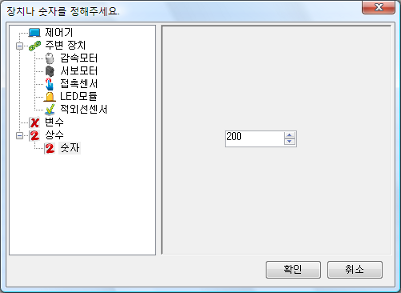 장치나 숫자를 정해주세요.
제어기
주변 장치
감속모터
서보모터
접촉센서
LED모듈
적외선센서
변수
상수
숫자
200
확인
취소